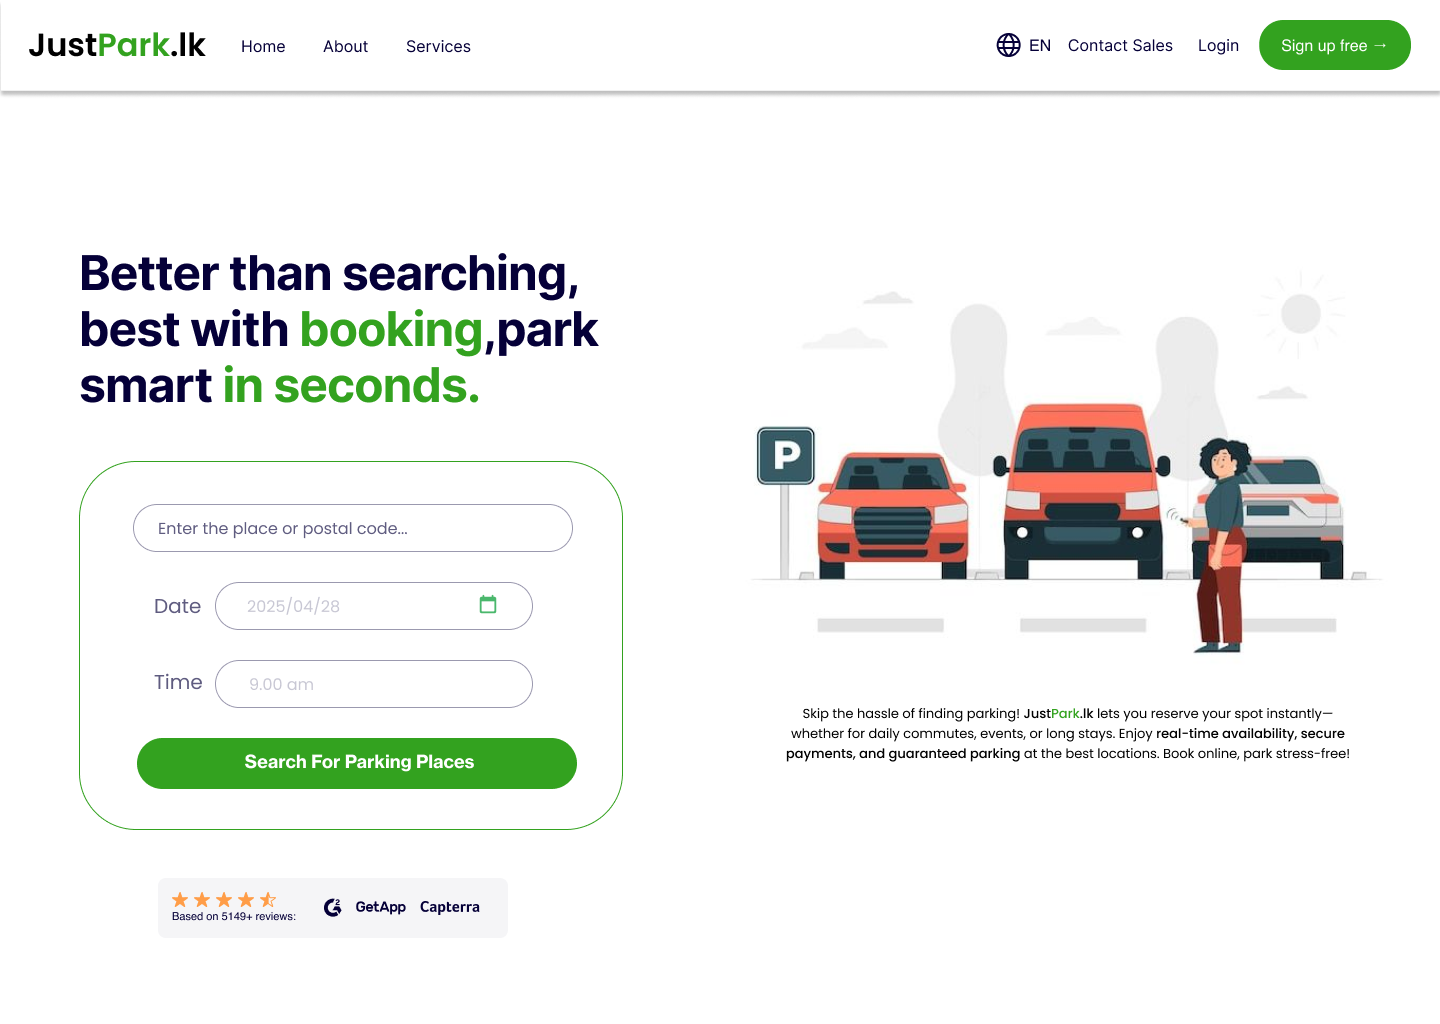 JustPark.lk
Home
About
Services
EN
Contact Sales
Login
Sign up free →
Better than searching,
best with booking,park
smart in seconds.
Enter the place or postal code...
Date
2025/04/28
Time
9.00 am
Search For Parking Places
Based on 5149+ reviews:
G2
GetApp
Capterra
P
Skip the hassle of finding parking! JustPark.lk lets you reserve your spot instantly—
whether for daily commutes, events, or long stays. Enjoy real-time availability, secure
payments, and guaranteed parking at the best locations. Book online, park stress-free!